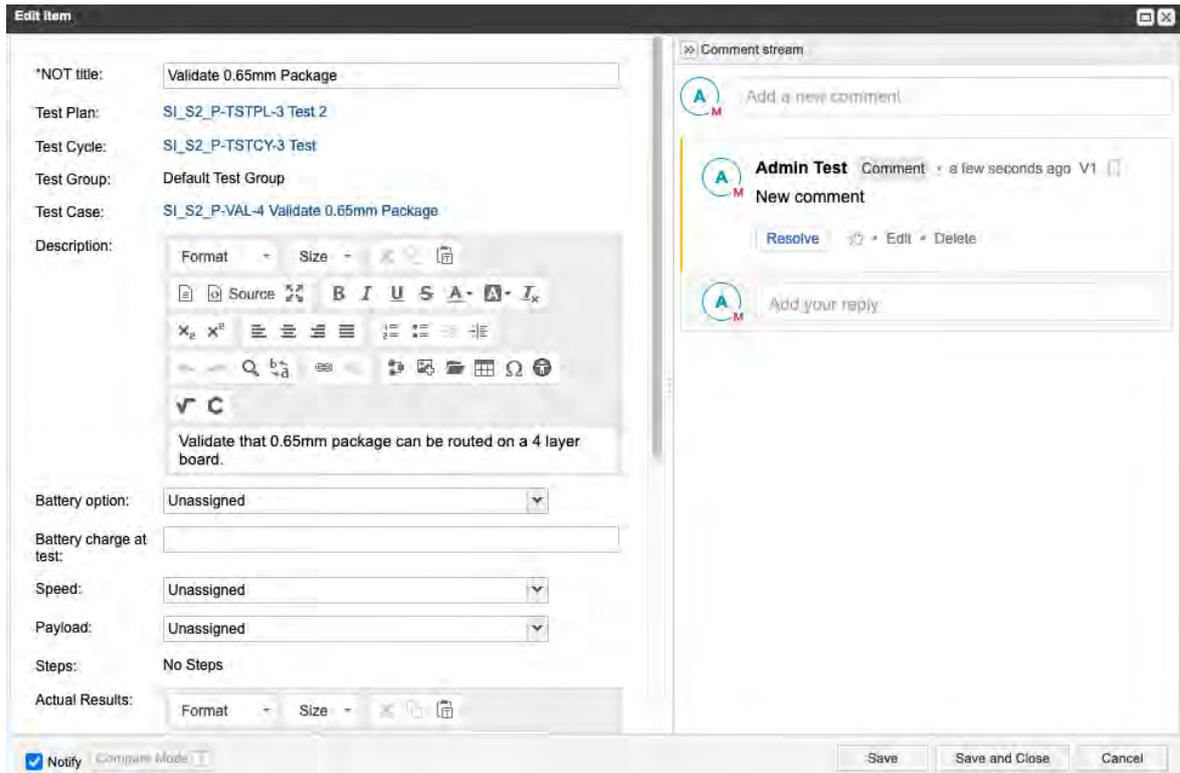 Edit Item
*NOT title:
Validate 0.65mm Package
Test Plan:
SI_S2_P-TSTPL-3 Test 2
Test Cycle:
SI_S2_P-TSTCY-3 Test
Test Group:
Default Test Group
Test Case:
SI_S2_P-VAL-4 Validate 0.65mm Package
Description:
Format
Size
Source
B I U S A A Ix
x₂ x²
Ω
Validate that 0.65mm package can be routed on a 4 layer
board.
Battery option:
Unassigned
Battery charge at
test:
Speed:
Unassigned
Payload:
Unassigned
Steps:
No Steps
Actual Results:
Format
Size
Notify
Compare Mode
Save
Save and Close
Cancel
» Comment stream
A M
Add a new comment
A M
Admin Test Comment • a few seconds ago V1
New comment
Resolve • Edit • Delete
A M
Add your reply